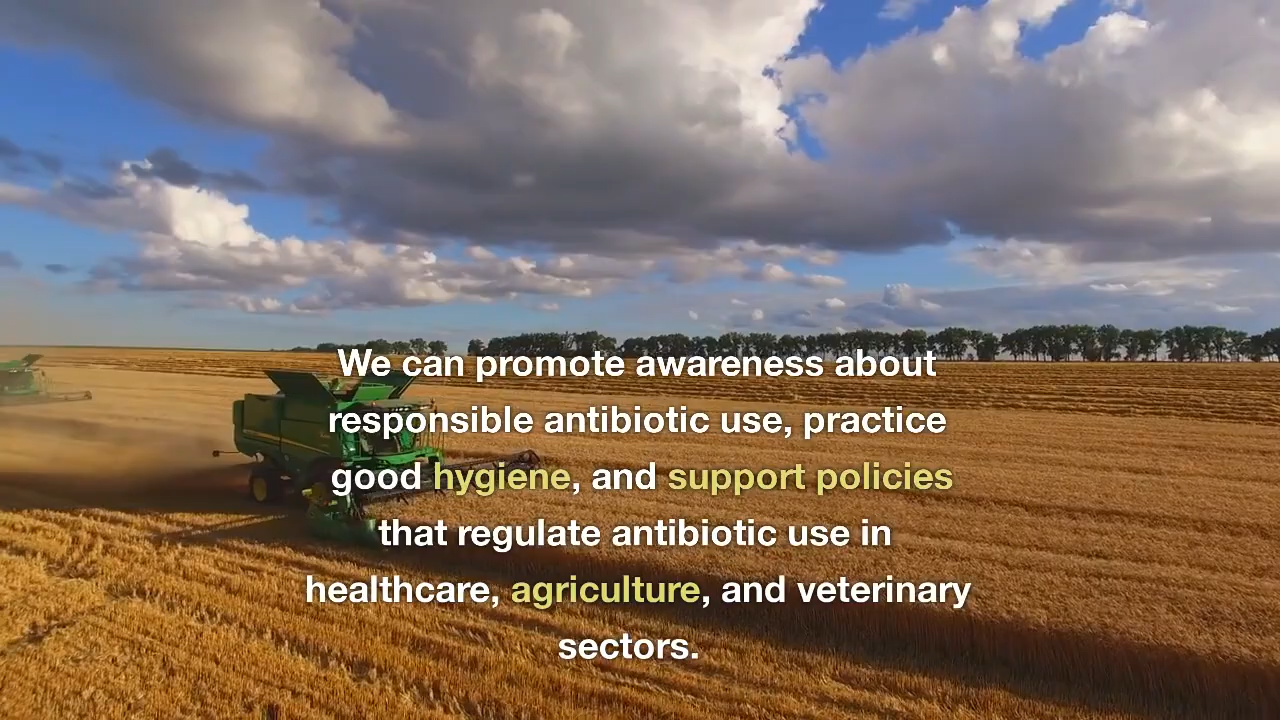 We can promote awareness about
responsible antibiotic use, practice
good hygiene, and support policies
that regulate antibiotic use in
healthcare, agriculture, and veterinary
sectors.